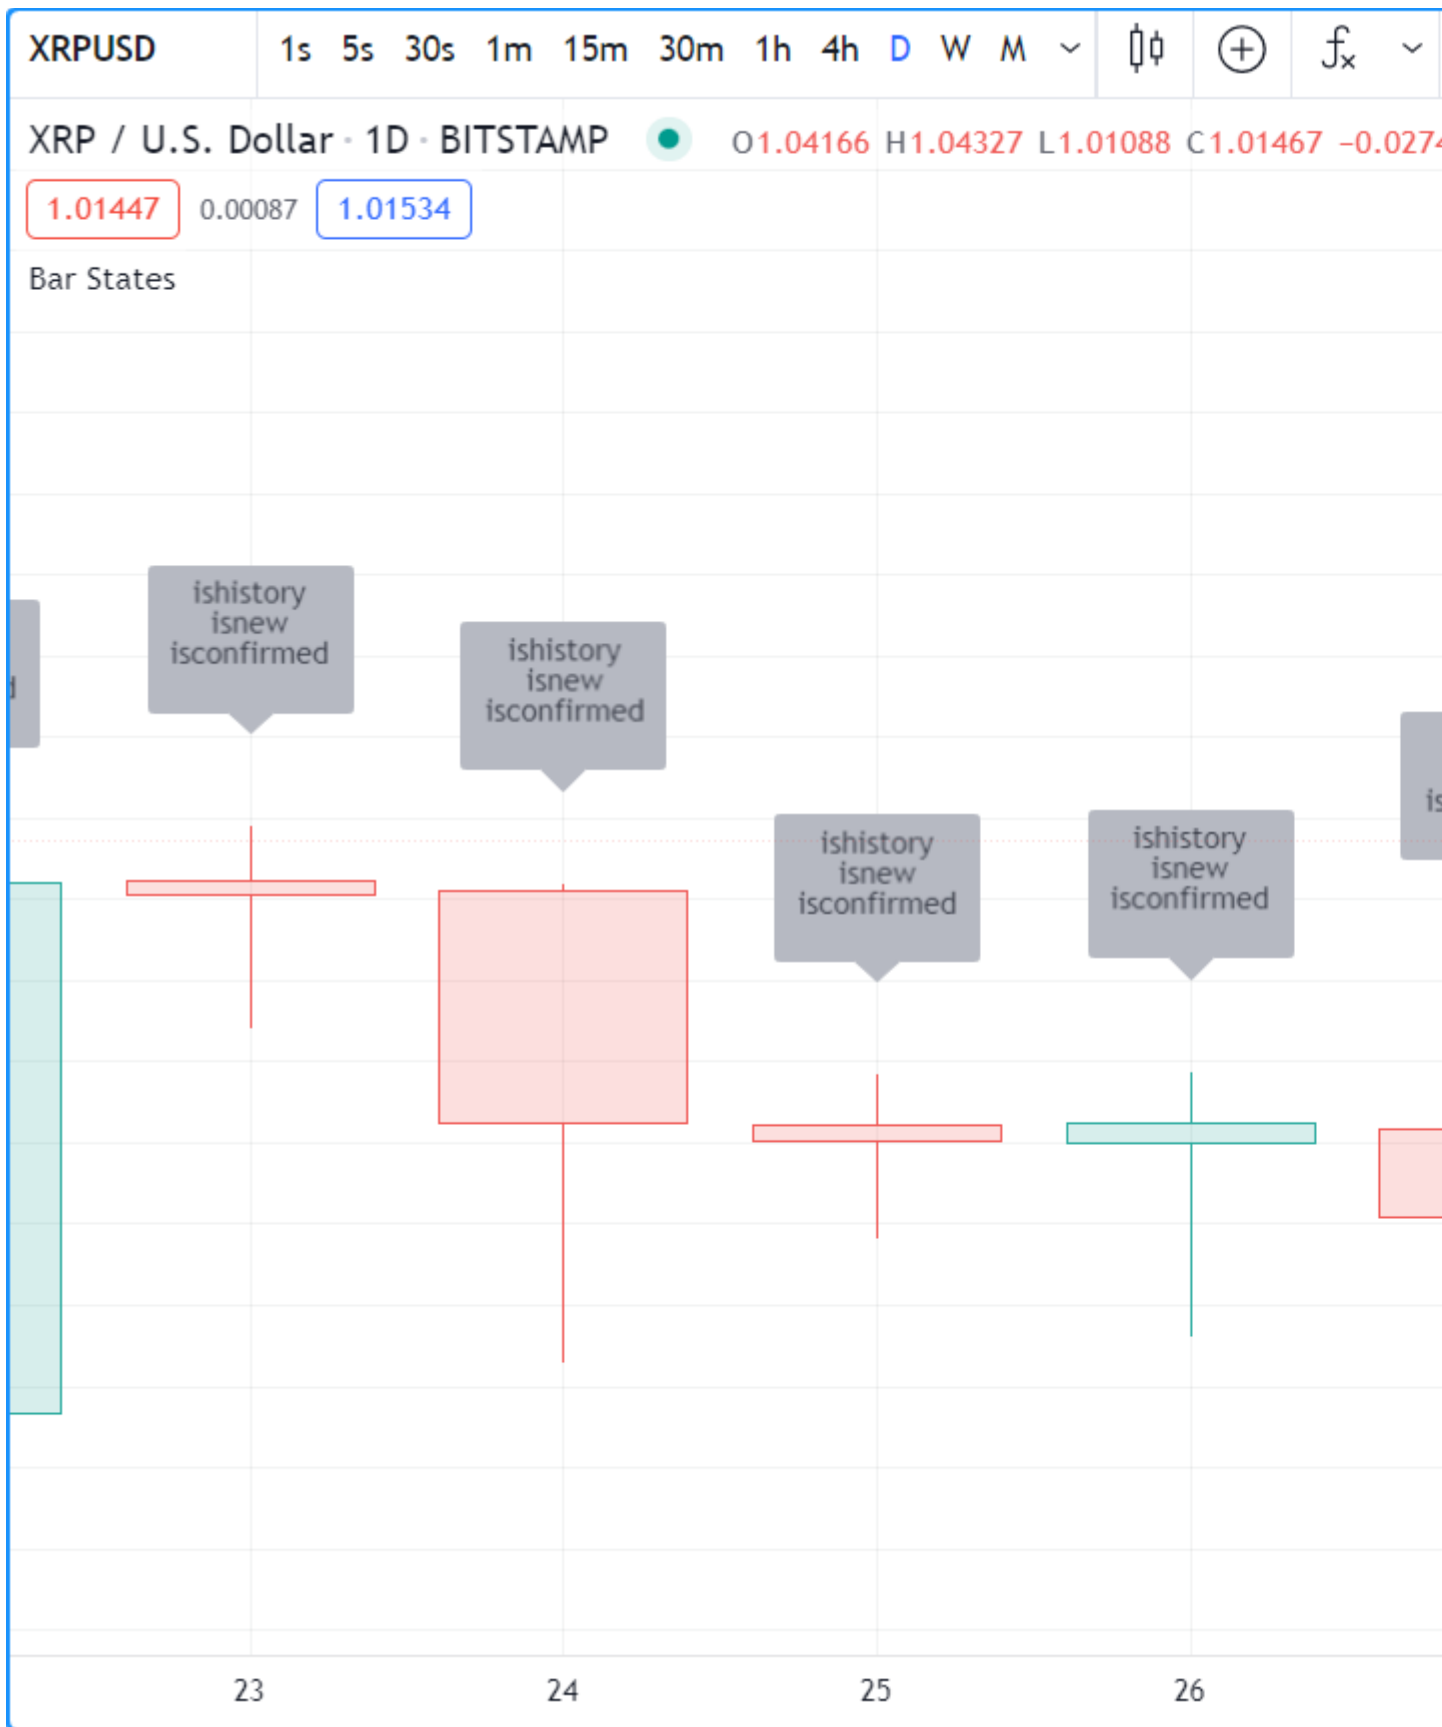 XRPUSD 1s 5s 30s 1m 15m 30m 1h 4h D W M
XRP / U.S. Dollar · 1D · BITSTAMP O1.04166 H1.04327 L1.01088 C1.01467 −0.0274
1.01447 0.00087 1.01534
Bar States
ishistory
isnew
isconfirmed
ishistory
isnew
isconfirmed
ishistory
isnew
isconfirmed
ishistory
isnew
isconfirmed
23 24 25 26